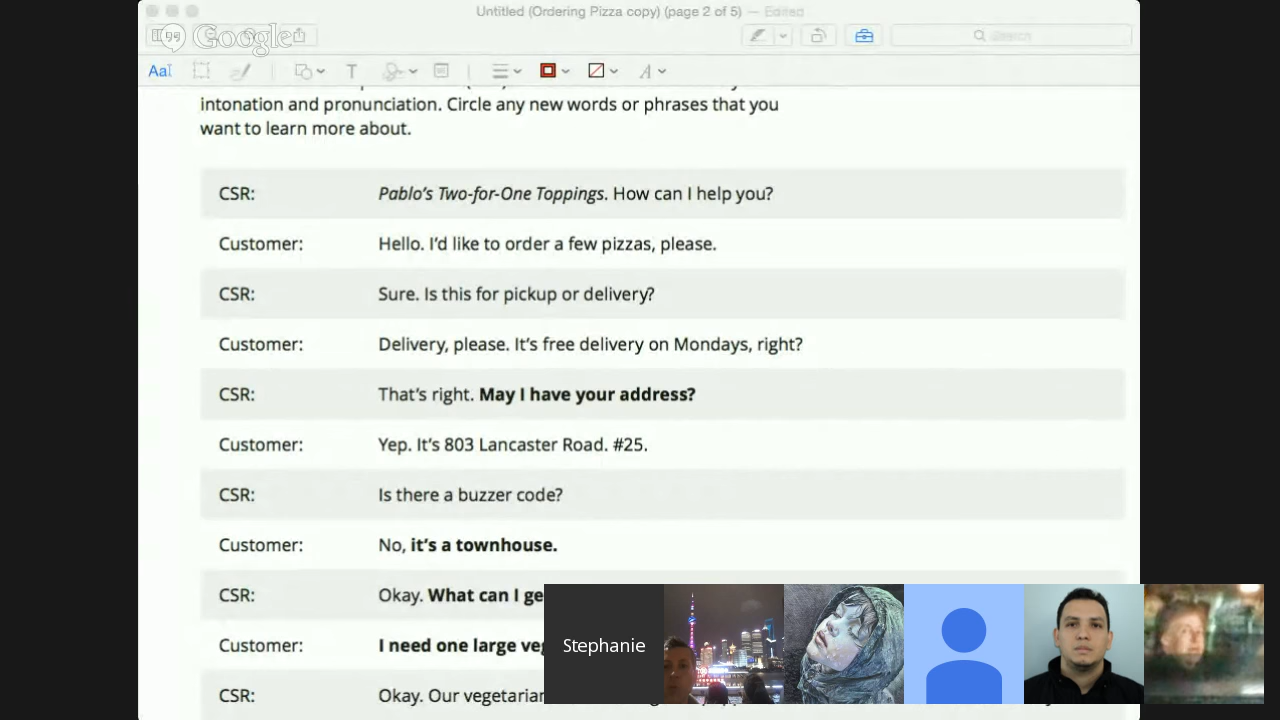 Untitled (Ordering Pizza copy) (page 2 of 5) — Edited
Google
Search
AaI
T
A
intonation and pronunciation. Circle any new words or phrases that you
want to learn more about.
CSR: Pablo's Two-for-One Toppings. How can I help you?
Customer: Hello. I'd like to order a few pizzas, please.
CSR: Sure. Is this for pickup or delivery?
Customer: Delivery, please. It's free delivery on Mondays, right?
CSR: That's right. May I have your address?
Customer: Yep. It's 803 Lancaster Road. #25.
CSR: Is there a buzzer code?
Customer: No, it's a townhouse.
CSR: Okay. What can I ge
Customer: I need one large veg
Stephanie
CSR: Okay. Our vegetarian